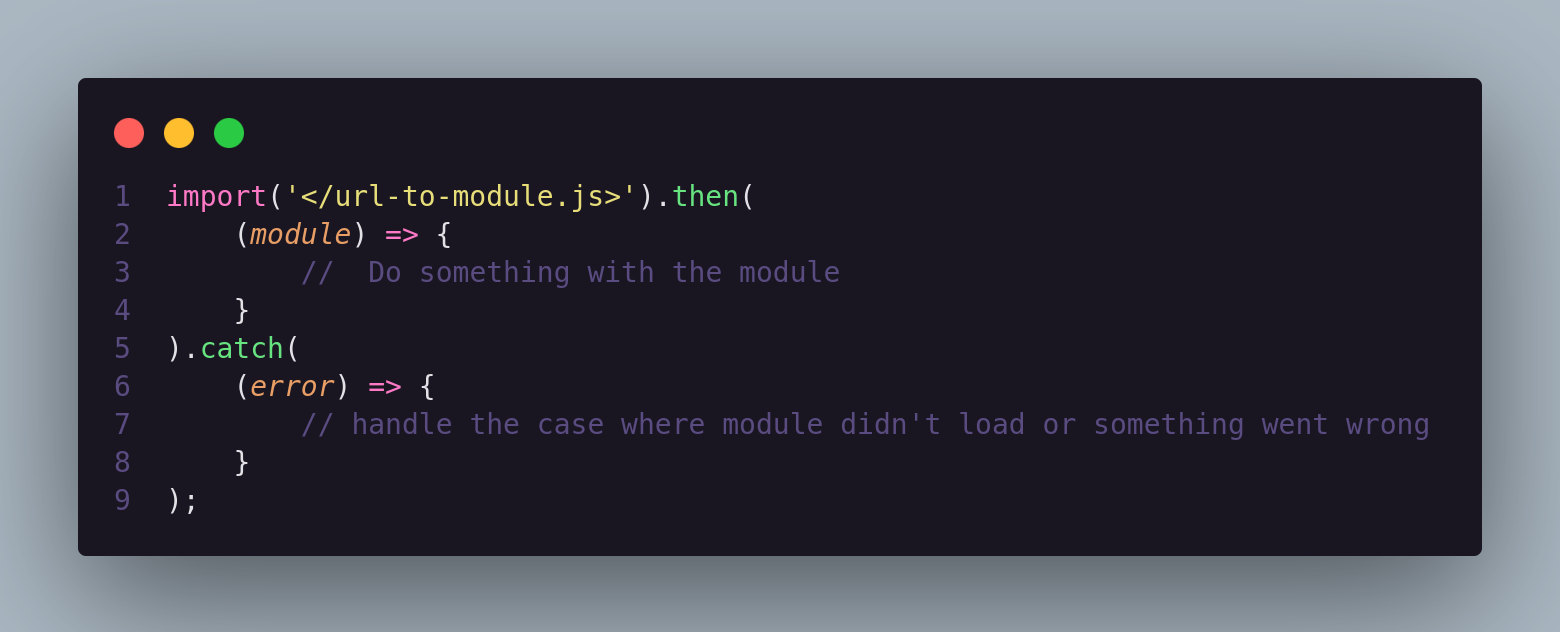 1 import('</url-to-module.js>').then(
2     (module) => {
3         //  Do something with the module
4     }
5 ).catch(
6     (error) => {
7         // handle the case where module didn't load or something went wrong
8     }
9 );